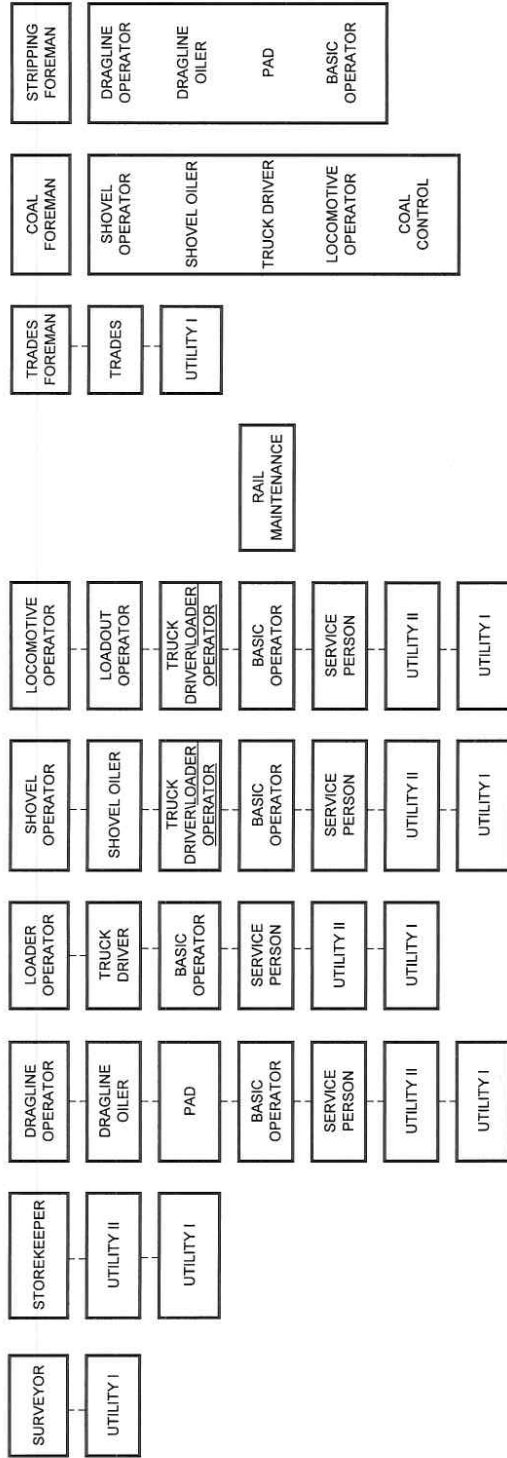 SURVEYOR
UTILITY I
STOREKEEPER
UTILITY II
UTILITY I
DRAGLINE
OPERATOR
DRAGLINE
OILER
PAD
BASIC
OPERATOR
SERVICE
PERSON
UTILITY II
UTILITY I
LOADER
OPERATOR
TRUCK
DRIVER
BASIC
OPERATOR
SERVICE
PERSON
UTILITY II
UTILITY I
SHOVEL
OPERATOR
SHOVEL OILER
TRUCK
DRIVER\LOADER
OPERATOR
BASIC
OPERATOR
SERVICE
PERSON
UTILITY II
UTILITY I
LOCOMOTIVE
OPERATOR
LOADOUT
OPERATOR
TRUCK
DRIVER\LOADER
OPERATOR
BASIC
OPERATOR
SERVICE
PERSON
UTILITY II
UTILITY I
RAIL
MAINTENANCE
TRADES
FOREMAN
TRADES
UTILITY I
COAL
FOREMAN
SHOVEL
OPERATOR
SHOVEL OILER
TRUCK DRIVER
LOCOMOTIVE
OPERATOR
COAL
CONTROL
STRIPPING
FOREMAN
DRAGLINE
OPERATOR
DRAGLINE
OILER
PAD
BASIC
OPERATOR